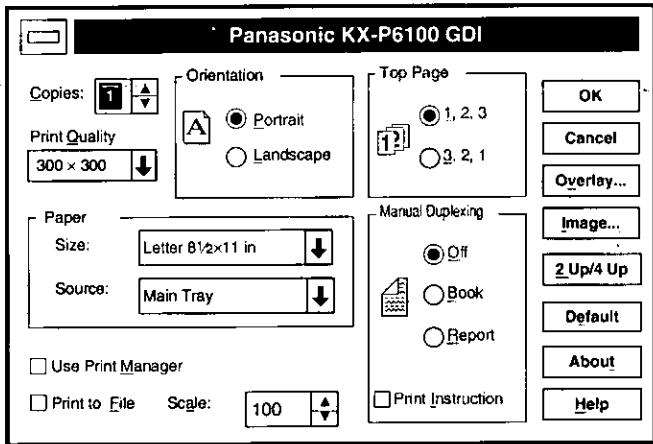 Panasonic KX-P6100 GDI
Copies: 1
Orientation
Portrait
Landscape
Top Page
1, 2, 3
3, 2, 1
OK
Cancel
Overlay...
Image...
2 Up/4 Up
Default
About
Help
Print Quality
300 × 300
Paper
Size: Letter 8½×11 in
Source: Main Tray
Manual Duplexing
Off
Book
Report
Print Instruction
Use Print Manager
Print to File Scale: 100